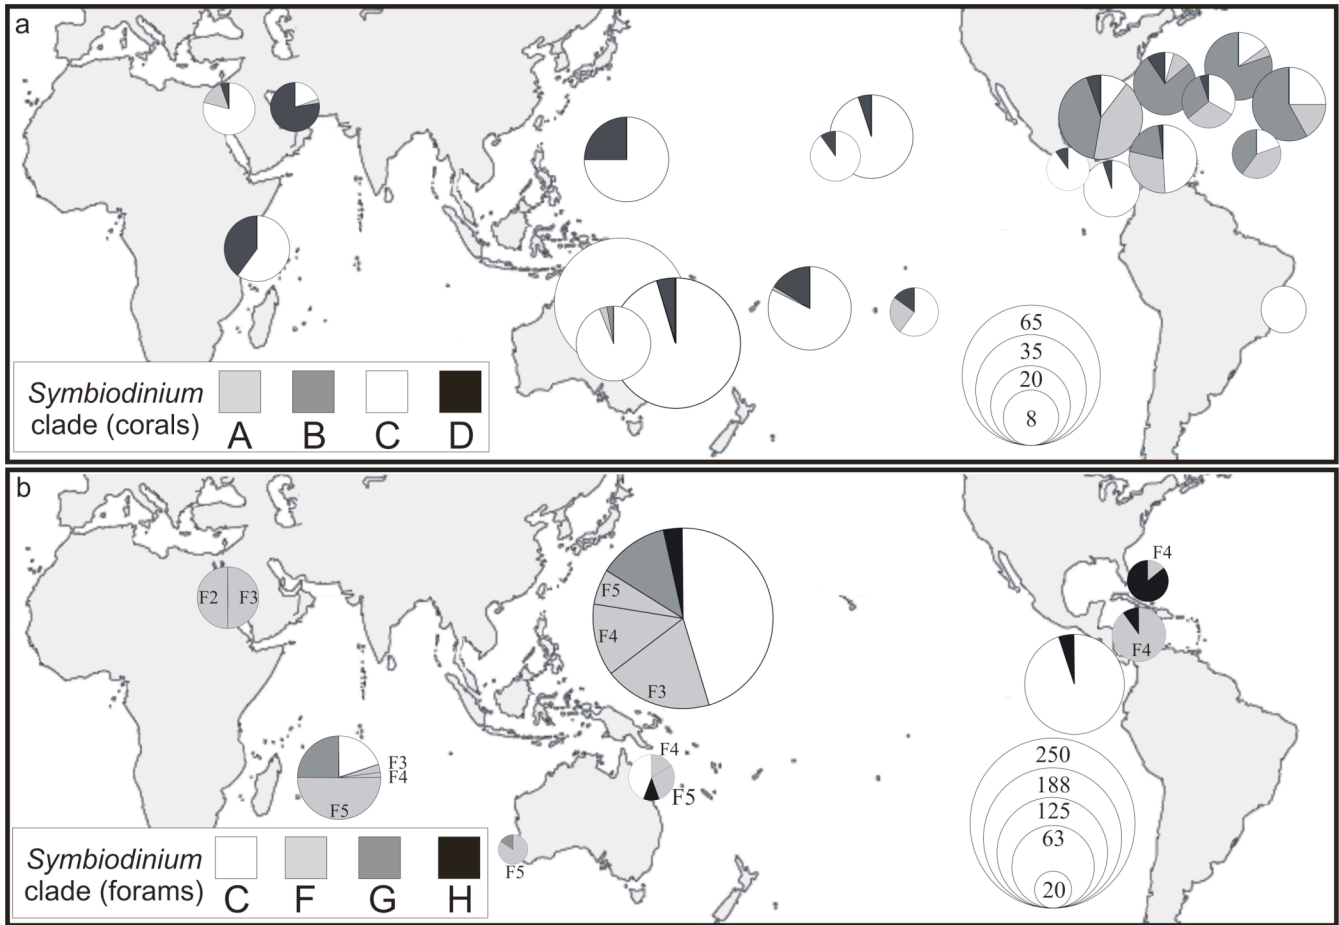 a
65
35
20
8
Symbiodinium
clade (corals)
A B C D
b
F4
F2 F3
F5
F4
F4
F3
F4
F3
F4
F5
F5
F5
250
188
125
63
20
Symbiodinium
clade (forams)
C F G H